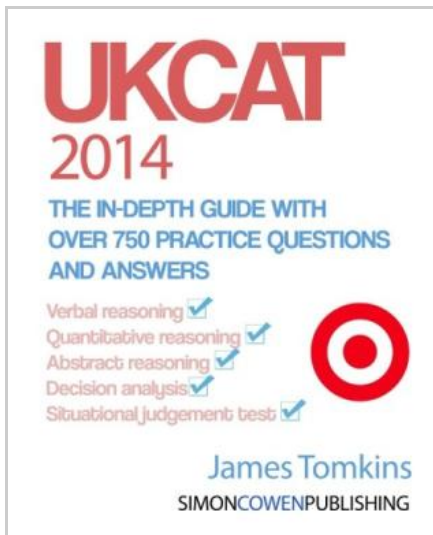 UKCAT
2014
THE IN-DEPTH GUIDE WITH
OVER 750 PRACTICE QUESTIONS
AND ANSWERS
Verbal reasoning
Quantitative reasoning
Abstract reasoning
Decision analysis
Situational judgement test
James Tomkins
SIMONCOWENPUBLISHING